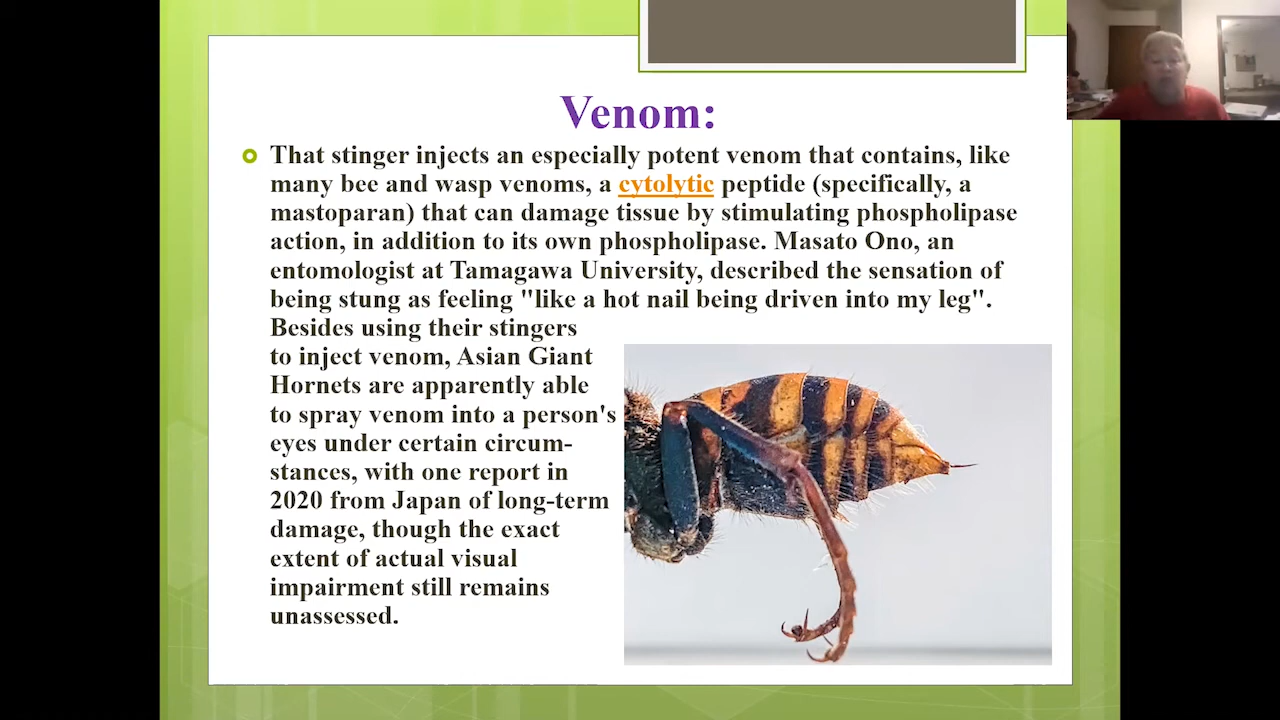 Venom:
That stinger injects an especially potent venom that contains, like
many bee and wasp venoms, a cytolytic peptide (specifically, a
mastoparan) that can damage tissue by stimulating phospholipase
action, in addition to its own phospholipase. Masato Ono, an
entomologist at Tamagawa University, described the sensation of
being stung as feeling "like a hot nail being driven into my leg".
Besides using their stingers
to inject venom, Asian Giant
Hornets are apparently able
to spray venom into a person's
eyes under certain circum-
stances, with one report in
2020 from Japan of long-term
damage, though the exact
extent of actual visual
impairment still remains
unassessed.